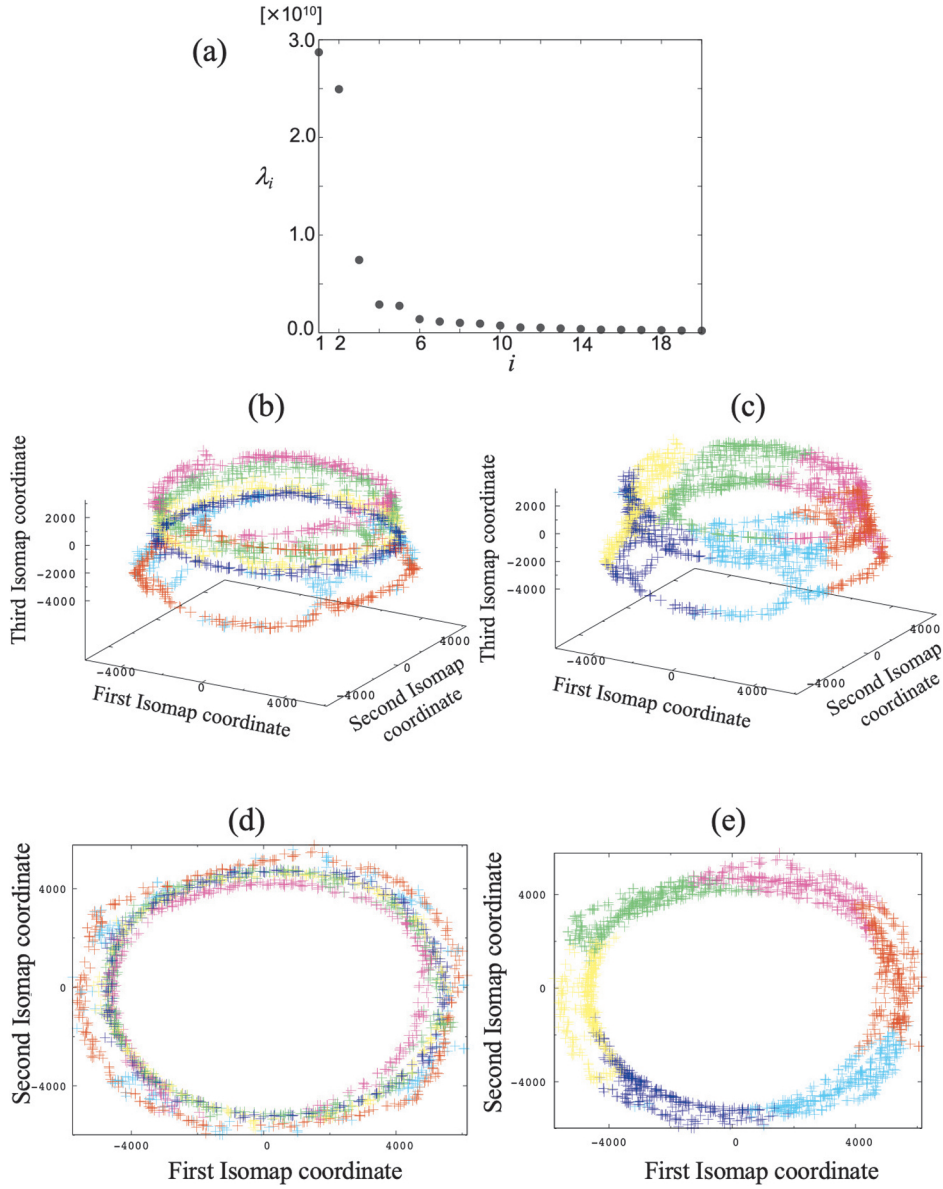 [×10¹⁰]
(a)
3.0
2.0
λi
1.0
0.0
1 2 6 10 14 18
i
(b)
(c)
Third Isomap coordinate
2000
0
−2000
−4000
−4000
0
4000
First Isomap coordinate
−4000
0
4000
Second Isomap
coordinate
Third Isomap coordinate
2000
0
−2000
−4000
−4000
0
4000
First Isomap coordinate
−4000
0
4000
Second Isomap
coordinate
(d)
(e)
Second Isomap coordinate
4000
0
−4000
−4000 0 4000
First Isomap coordinate
Second Isomap coordinate
4000
0
−4000
−4000 0 4000
First Isomap coordinate